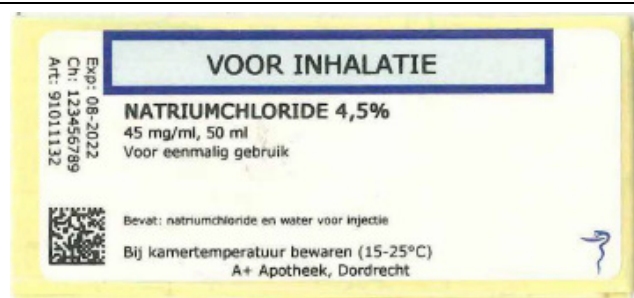 VOOR INHALATIE
Exp: 08-2022
Ch: 123456789
Art: 91011132
NATRIUMCHLORIDE 4,5%
45 mg/ml, 50 ml
Voor eenmalig gebruik
Bevat: natriumchloride en water voor injectie
Bij kamertemperatuur bewaren (15-25°C)
A+ Apotheek, Dordrecht